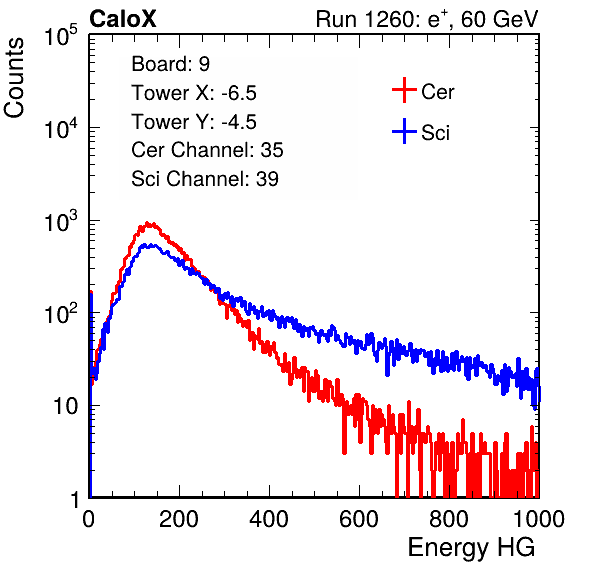 CaloX Run 1260: e⁺, 60 GeV
Counts
10⁵
10⁴
10³
10²
10
1
Board: 9
Tower X: -6.5
Tower Y: -4.5
Cer Channel: 35
Sci Channel: 39
Cer
Sci
0 200 400 600 800 1000
Energy HG